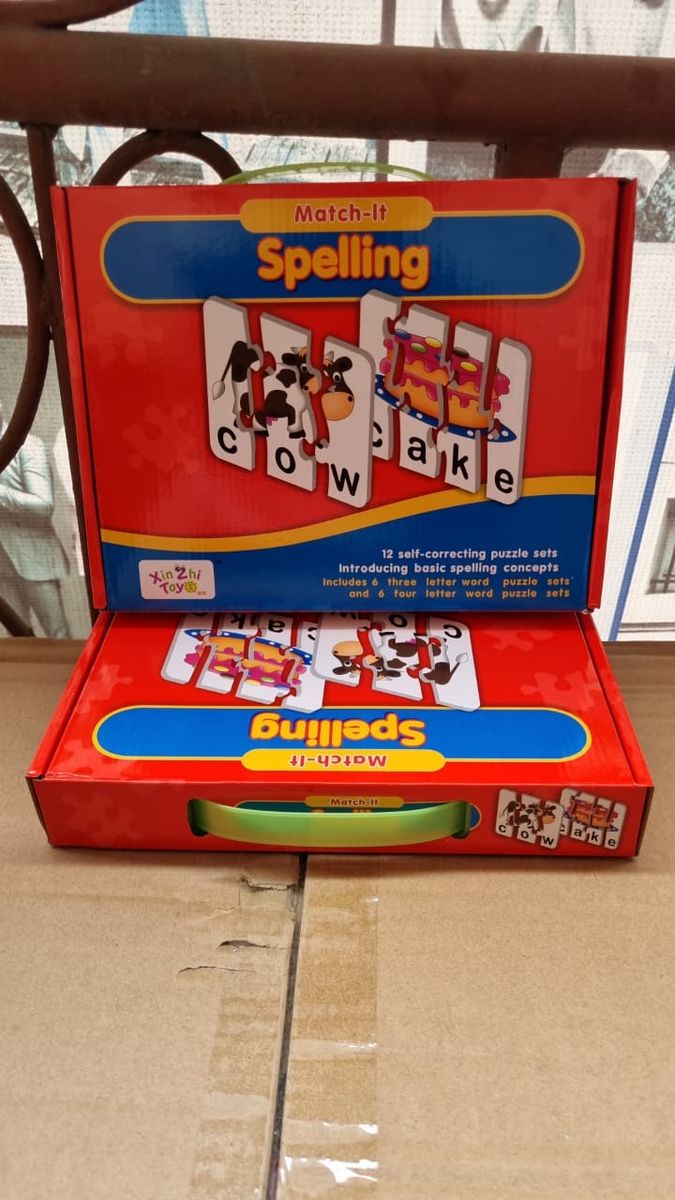 Match-It
Spelling
c o w
c a k e
12 self-correcting puzzle sets
Introducing basic spelling concepts
Includes 6 three letter word puzzle sets
and 6 four letter word puzzle sets
Xin Zhi
Toys
Spelling
Match-It
Match-It
c o w
c a k e